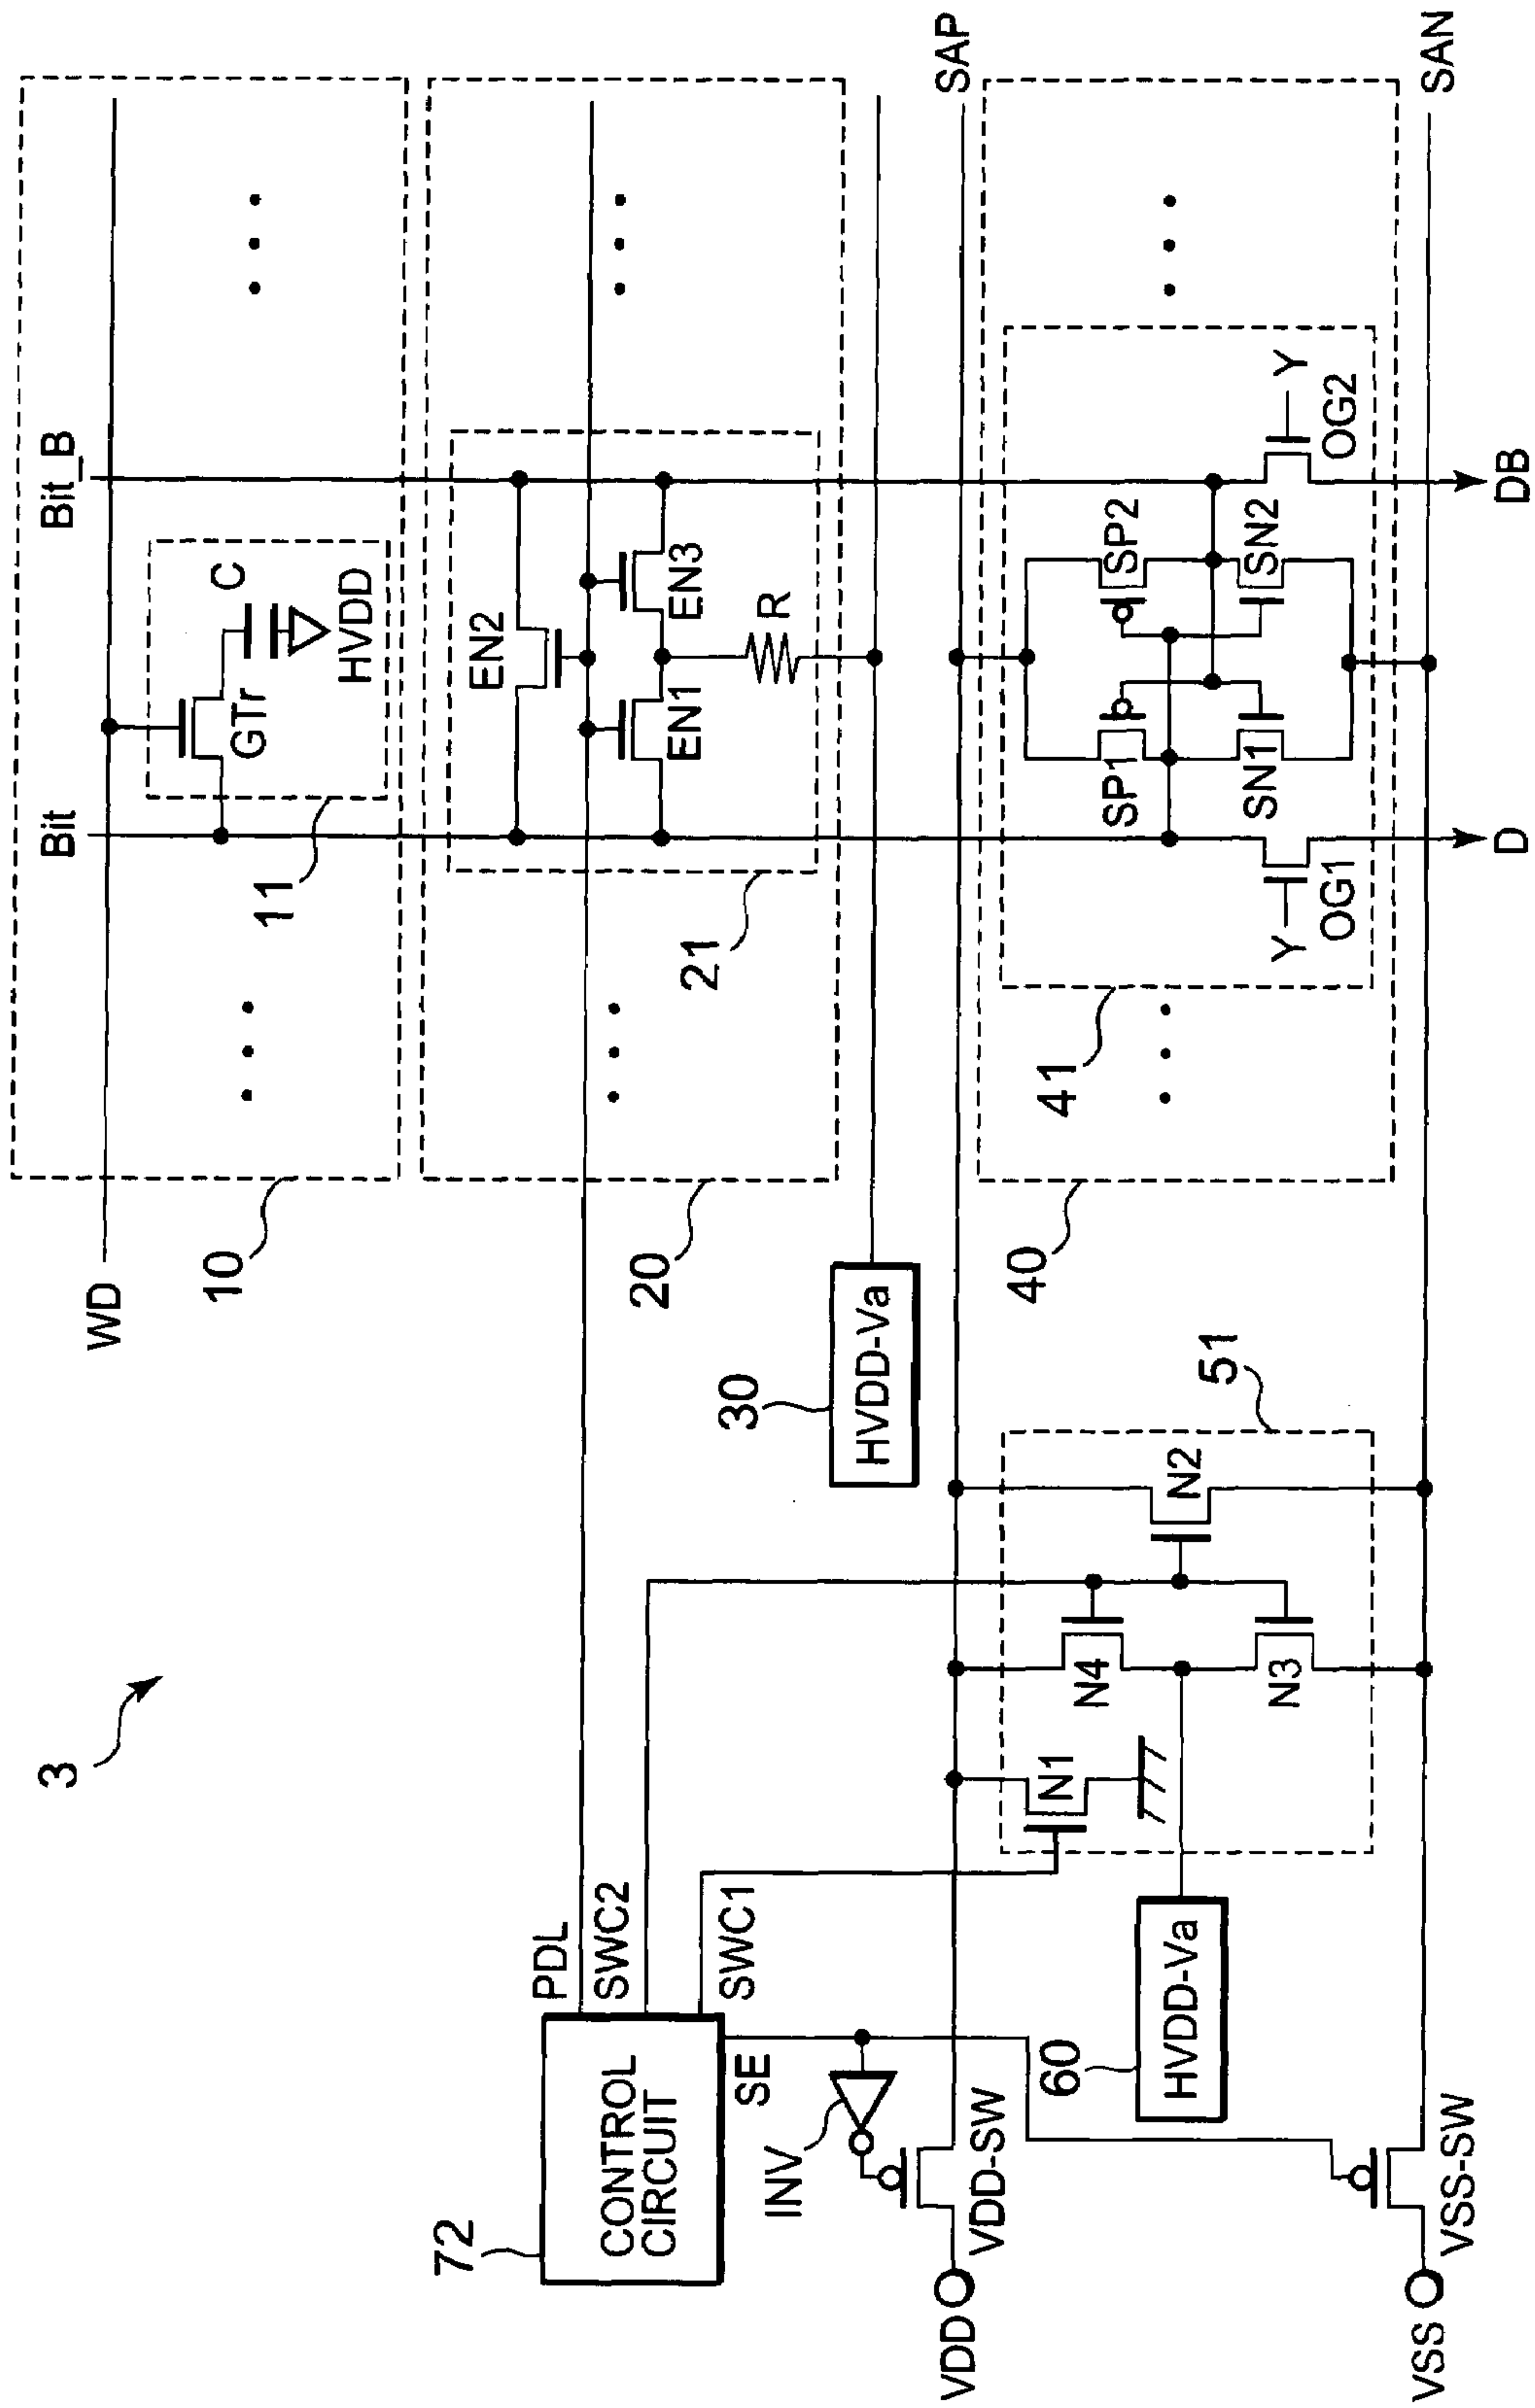 3
WD
Bit
Bit_B
GTr
C
HVDD
11
10
EN2
EN1
EN3
R
21
20
30
HVDD-Va
SAP
SP1
SP2
SN1
SN2
Y
OG1
Y
OG2
41
40
SAN
D
DB
72
CONTROL
CIRCUIT
PDL
SWC2
SWC1
SE
INV
VDD
VDD-SW
VSS
VSS-SW
60
HVDD-Va
N1
N4
N3
N2
51